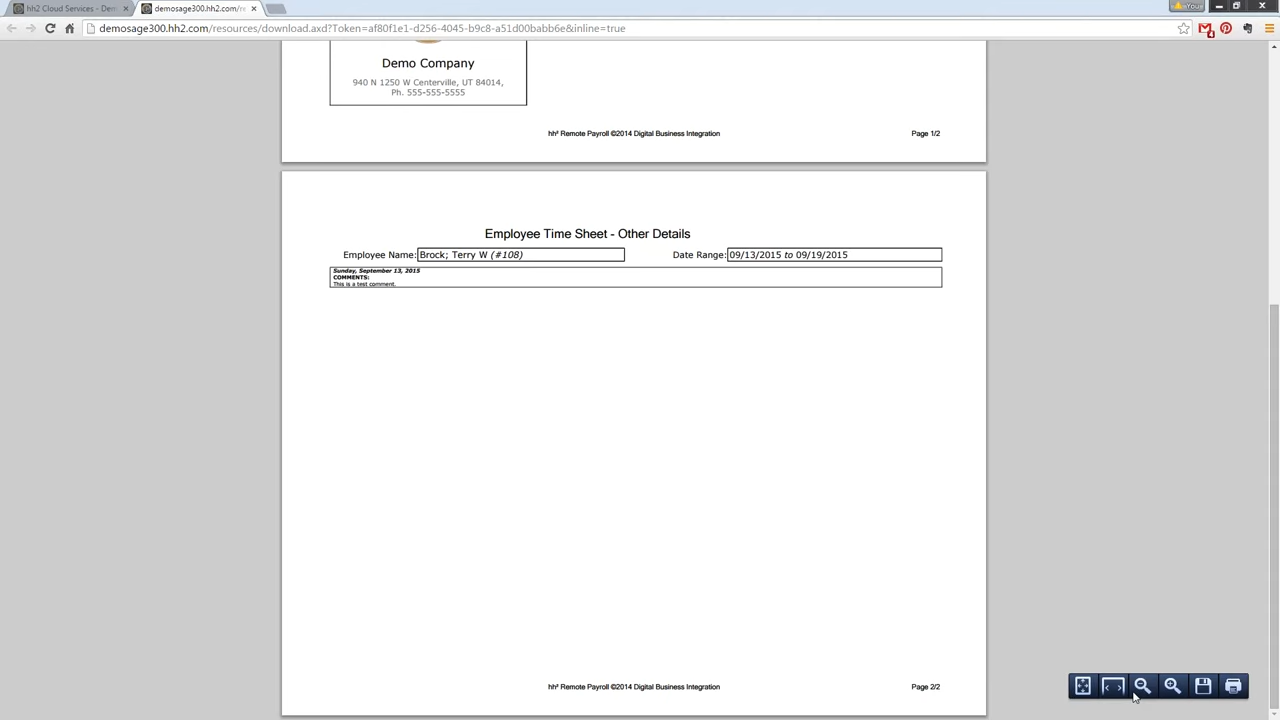 hh2 Cloud Services - Dem
demosage300.hh2.com/re
You
demosage300.hh2.com/resources/download.axd?Token=af80f1e1-d256-4045-b9c8-a51d00babb6e&inline=true
4
Demo Company
940 N 1250 W Centerville, UT 84014,
Ph. 555-555-5555
hh² Remote Payroll ©2014 Digital Business Integration Page 1/2
Employee Time Sheet - Other Details
Employee Name: Brock; Terry W (#108) Date Range: 09/13/2015 to 09/19/2015
Sunday, September 13, 2015
COMMENTS:
This is a test comment.
hh² Remote Payroll ©2014 Digital Business Integration Page 2/2